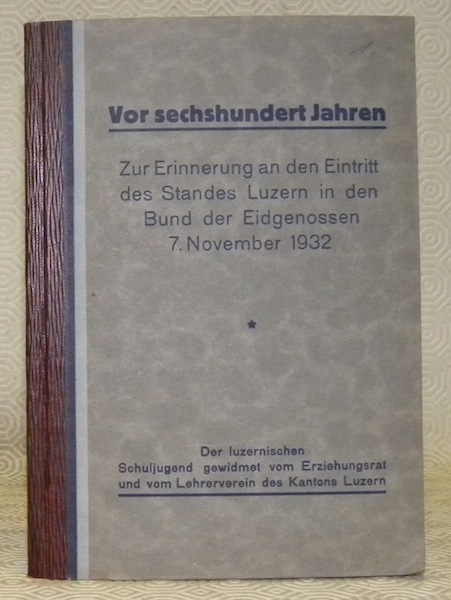 Vor sechshundert Jahren
Zur Erinnerung an den Eintritt
des Standes Luzern in den
Bund der Eidgenossen
7. November 1932
Der luzernischen
Schuljugend gewidmet vom Erziehungsrat
und vom Lehrerverein des Kantons Luzern